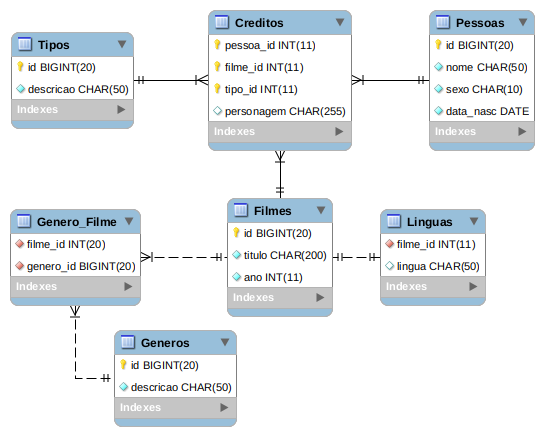 Tipos
id BIGINT(20)
descricao CHAR(50)
Indexes
Creditos
pessoa_id INT(11)
filme_id INT(11)
tipo_id INT(11)
personagem CHAR(255)
Indexes
Pessoas
id BIGINT(20)
nome CHAR(50)
sexo CHAR(10)
data_nasc DATE
Indexes
Genero_Filme
filme_id INT(20)
genero_id BIGINT(20)
Indexes
Filmes
id BIGINT(20)
titulo CHAR(200)
ano INT(11)
Indexes
Linguas
filme_id INT(11)
lingua CHAR(50)
Indexes
Generos
id BIGINT(20)
descricao CHAR(50)
Indexes